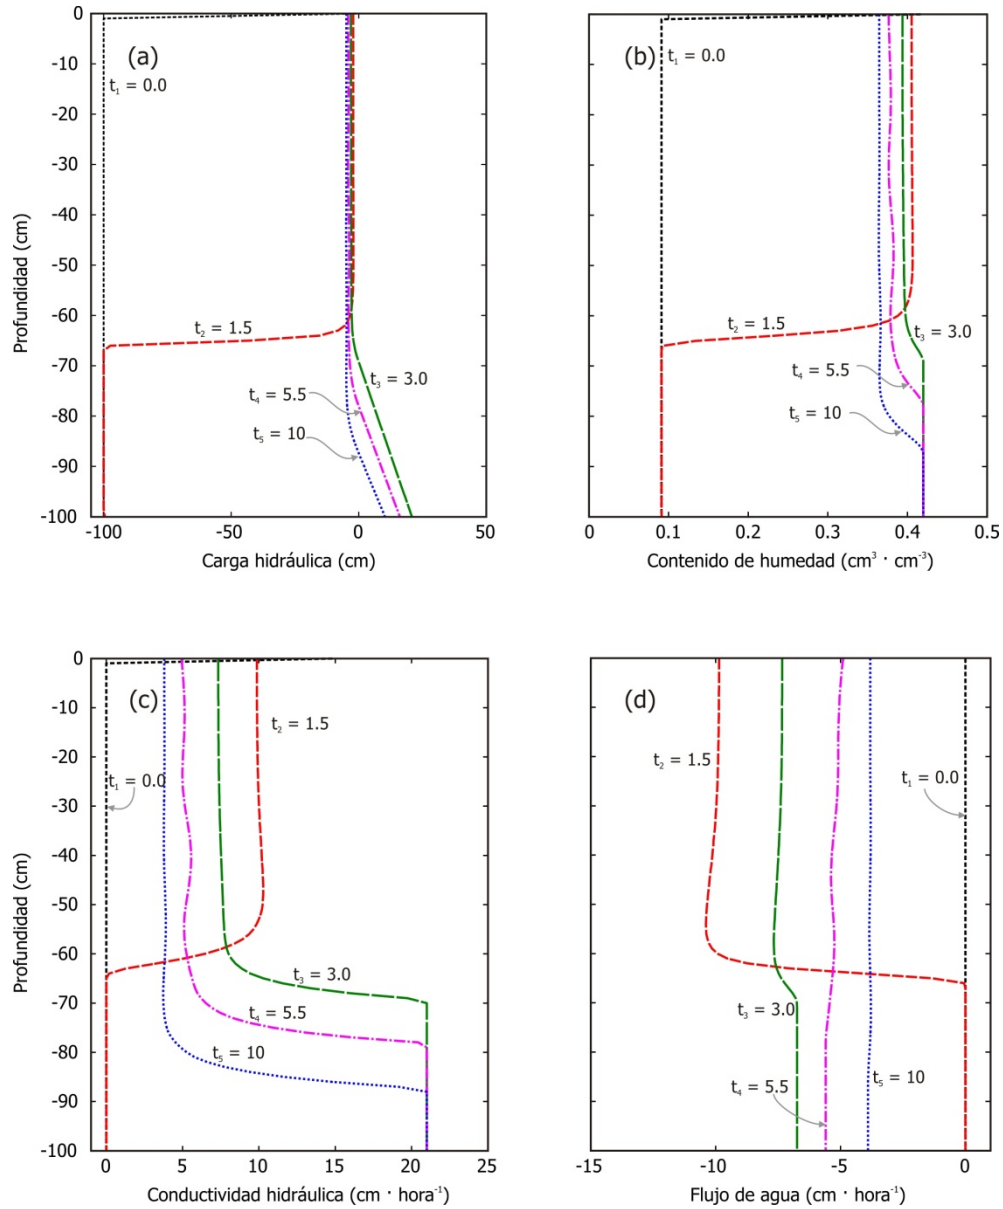 (a)
t₁ = 0.0
t₂ = 1.5
t₃ = 3.0
t₄ = 5.5
t₅ = 10
0
-10
-20
-30
-40
-50
-60
-70
-80
-90
-100
Profundidad (cm)
-100
-50
0
50
Carga hidráulica (cm)
(b)
t₁ = 0.0
t₂ = 1.5
t₃ = 3.0
t₄ = 5.5
t₅ = 10
0
0.1
0.2
0.3
0.4
0.5
Contenido de humedad (cm³ · cm⁻³)
(c)
t₂ = 1.5
t₁ = 0.0
t₃ = 3.0
t₄ = 5.5
t₅ = 10
0
-10
-20
-30
-40
-50
-60
-70
-80
-90
-100
Profundidad (cm)
0
5
10
15
20
25
Conductividad hidráulica (cm · hora⁻¹)
(d)
t₂ = 1.5
t₁ = 0.0
t₃ = 3.0
t₄ = 5.5
t₅ = 10
-15
-10
-5
0
1
Flujo de agua (cm · hora⁻¹)